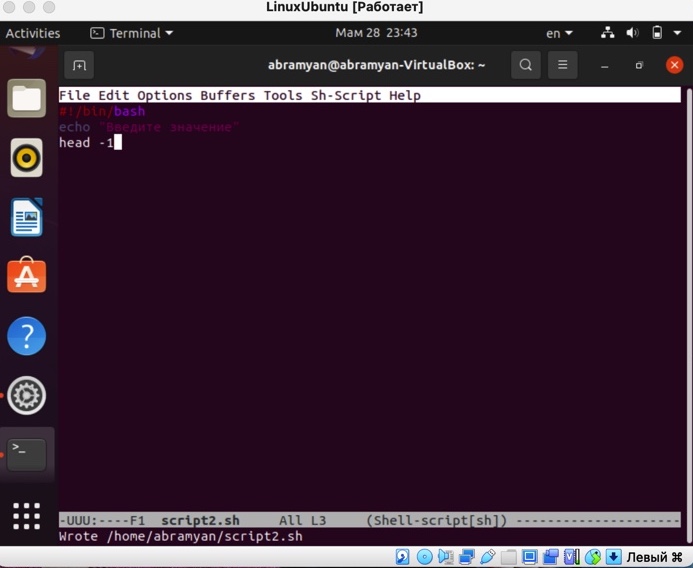 LinuxUbuntu [Работает]
Activities Terminal Мам 28 23:43 en
abramyan@abramyan-VirtualBox: ~
File Edit Options Buffers Tools Sh-Script Help
#!/bin/bash
echo "Введите значение"
head -1
-UUU:----F1 script2.sh All L3 (Shell-script[sh]) ---------------------
Wrote /home/abramyan/script2.sh
Левый ⌘